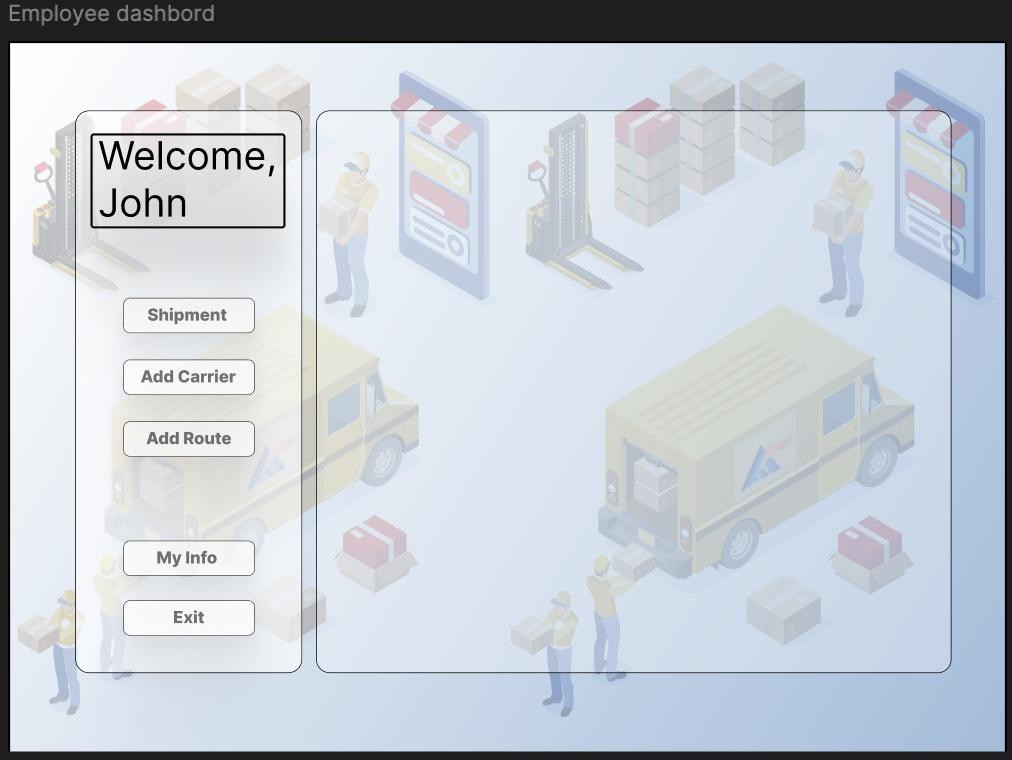 Employee dashbord
Welcome,
John
Shipment
Add Carrier
Add Route
My Info
Exit